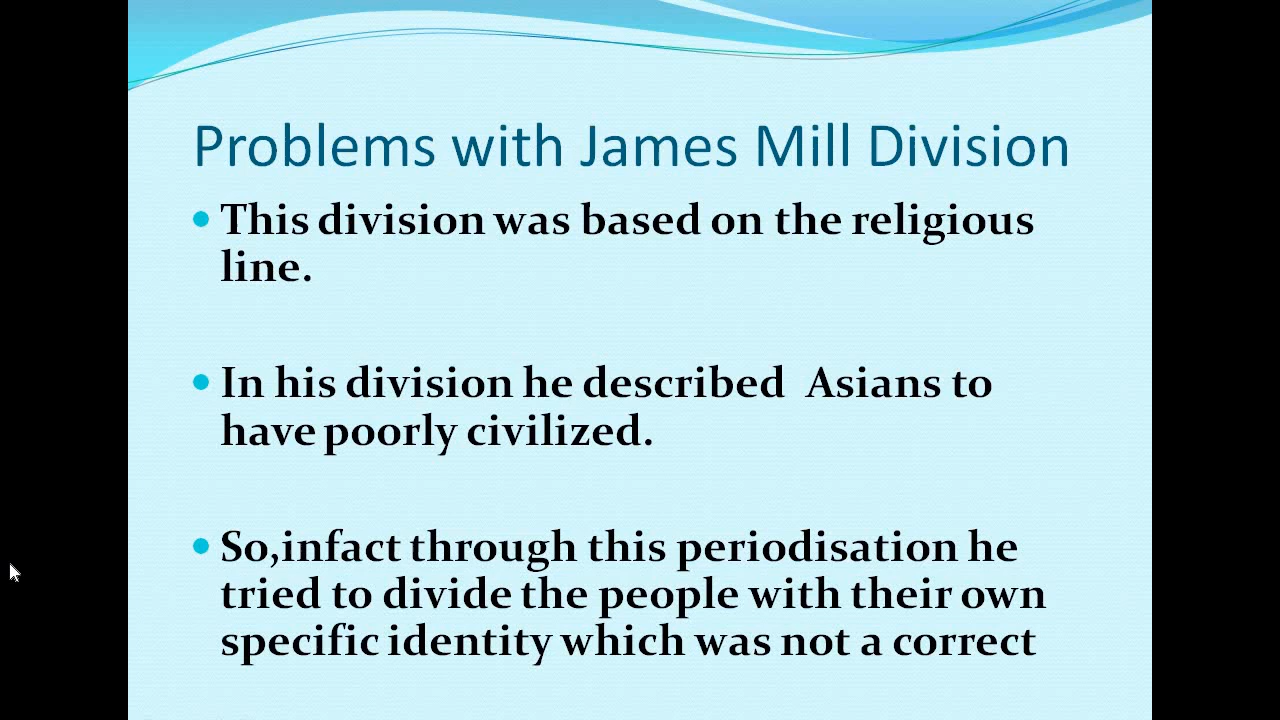 Problems with James Mill Division
This division was based on the religious
line.
In his division he described Asians to
have poorly civilized.
So,infact through this periodisation he
tried to divide the people with their own
specific identity which was not a correct